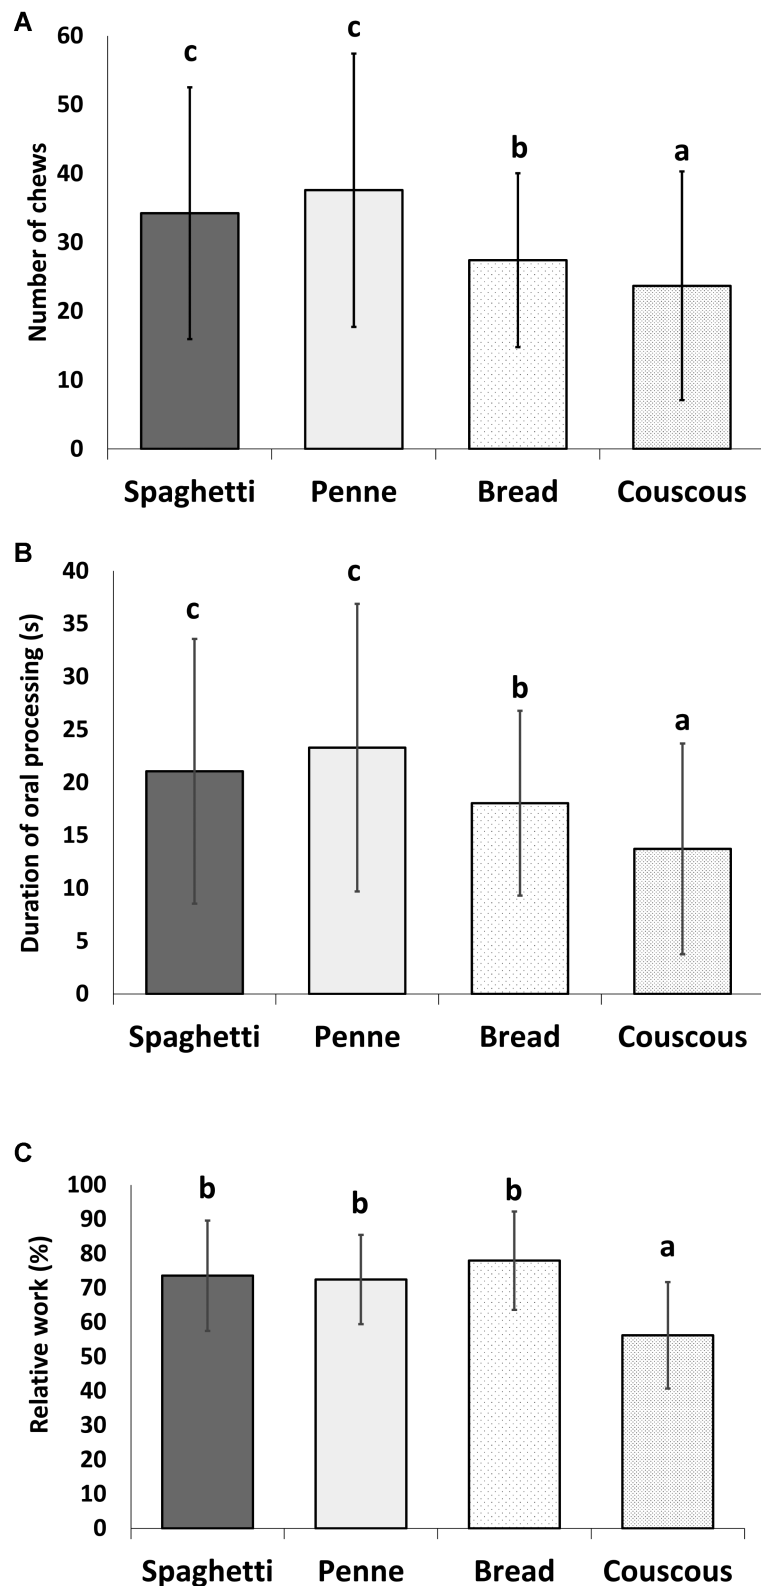 A
60
50
40
30
20
10
0
Number of chews
c
c
b
a
Spaghetti Penne Bread Couscous
B
40
35
30
25
20
15
10
5
0
Duration of oral processing (s)
c
c
b
a
Spaghetti Penne Bread Couscous
C
100
90
80
70
60
50
40
30
20
10
0
Relative work (%)
b
b
b
a
Spaghetti Penne Bread Couscous